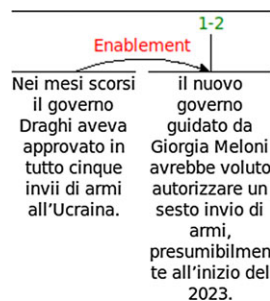 1-2
Enablement
Nei mesi scorsi
il governo
Draghi aveva
approvato in
tutto cinque
invii di armi
all’Ucraina.
il nuovo
governo
guidato da
Giorgia Meloni
avrebbe voluto
autorizzare un
sesto invio di
armi,
presumibilmen
te all’inizio del
2023.